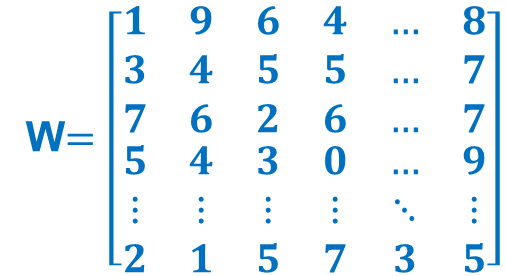 1 9 6 4 … 8
3 4 5 5 … 7
7 6 2 6 … 7
W=
5 4 3 0 … 9
⋮ ⋮ ⋮ ⋮ ⋱ ⋮
2 1 5 7 3 5